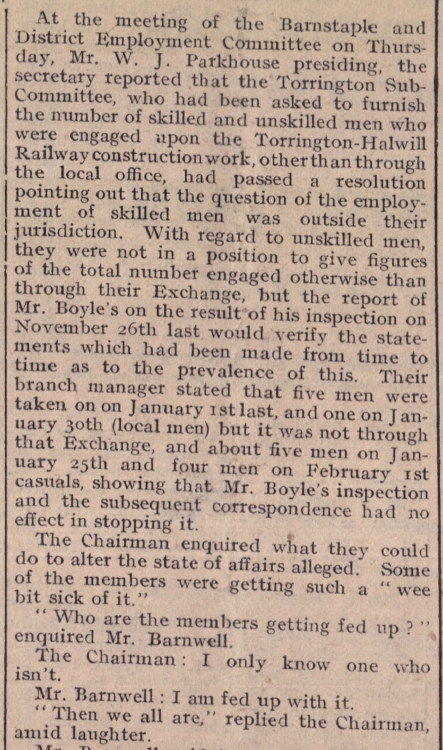 At the meeting of the Barnstaple and
District Employment Committee on Thurs-
day, Mr. W. J. Parkhouse presiding, the
secretary reported that the Torrington Sub-
Committee, who had been asked to furnish
the number of skilled and unskilled men who
were engaged upon the Torrington-Halwill
Railway construction work, other than through
the local office, had passed a resolution
pointing out that the question of the employ-
ment of skilled men was outside their
jurisdiction. With regard to unskilled men,
they were not in a position to give figures
of the total number engaged otherwise than
through their Exchange, but the report of
Mr. Boyle's on the result of his inspection on
November 26th last would verify the state-
ments which had been made from time to
time as to the prevalence of this. Their
branch manager stated that five men were
taken on on January 1st last, and one on Jan-
uary 30th (local men) but it was not through
that Exchange, and about five men on Jan-
uary 25th and four men on February 1st
casuals, showing that Mr. Boyle's inspection
and the subsequent correspondence had no
effect in stopping it.
The Chairman enquired what they could
do to alter the state of affairs alleged. Some
of the members were getting such a "wee
bit sick of it."
"Who are the members getting fed up?"
enquired Mr. Barnwell.
The Chairman: I only know one who
isn't.
Mr. Barnwell: I am fed up with it.
"Then we all are," replied the Chairman,
amid laughter.